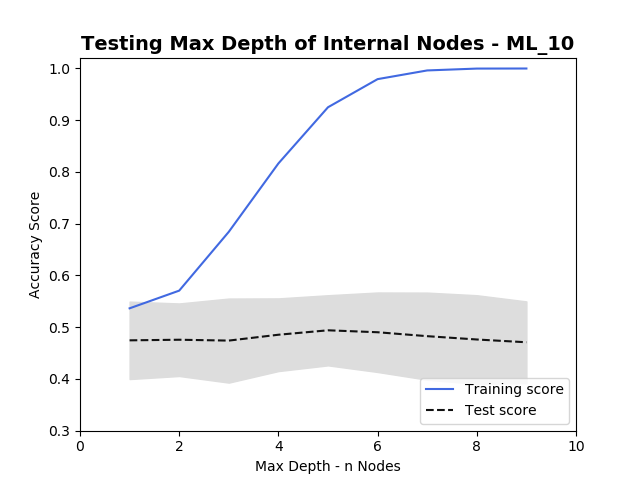 Testing Max Depth of Internal Nodes - ML_10
Accuracy Score
1.0
0.9
0.8
0.7
0.6
0.5
0.4
0.3
0
2
4
6
8
10
Max Depth - n Nodes
Training score
Test score